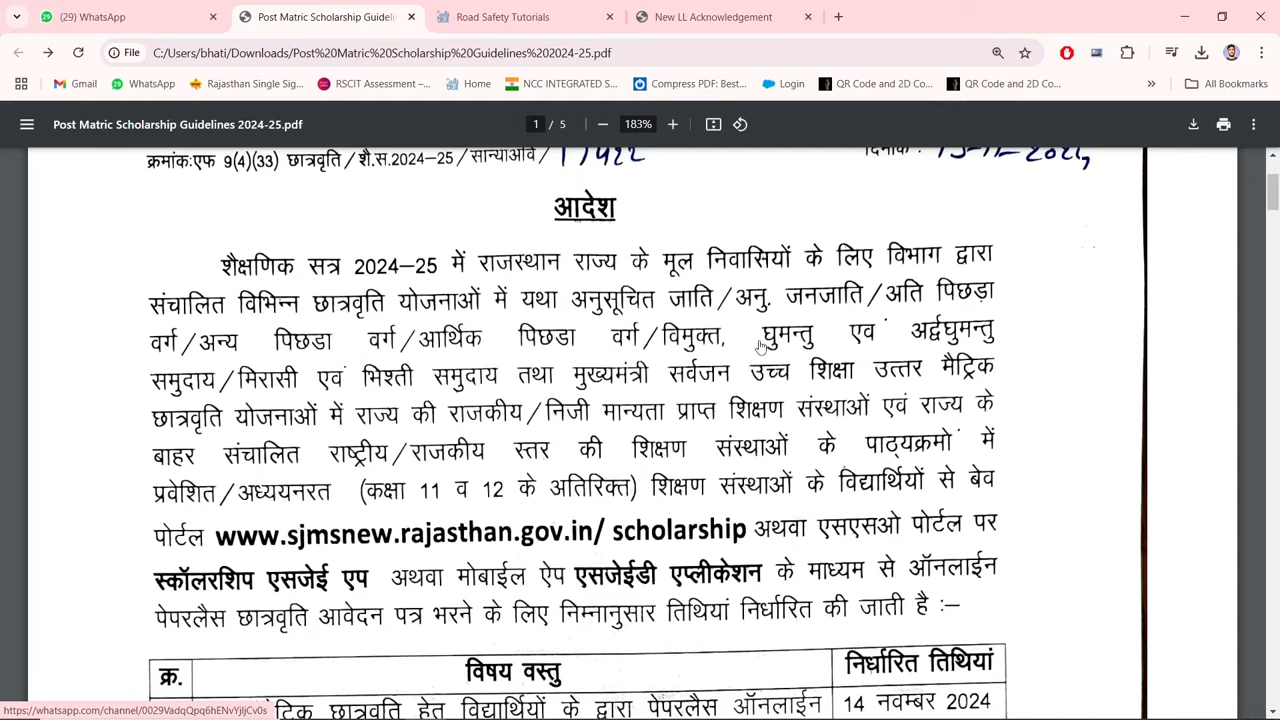 (29) WhatsApp
Post Matric Scholarship Guideli
Road Safety Tutorials
New LL Acknowledgement
File C:/Users/bhati/Downloads/Post%20Matric%20Scholarship%20Guidelines%202024-25.pdf
Gmail WhatsApp Rajasthan Single Sig... RSCIT Assessment –... Home NCC INTEGRATED S... Compress PDF: Best... Login QR Code and 2D Co... QR Code and 2D Co... All Bookmarks
Post Matric Scholarship Guidelines 2024-25.pdf 1 / 5 183%
क्रमांक:एफ 9(4)(33) छात्रवृति/शै.स.2024–25/सान्याअवि/
दिनांक :
आदेश
शैक्षणिक सत्र 2024–25 में राजस्थान राज्य के मूल निवासियों के लिए विभाग द्वारा
संचालित विभिन्न छात्रवृति योजनाओं में यथा अनुसूचित जाति/अनु. जनजाति/अति पिछड़ा
वर्ग/अन्य पिछडा वर्ग/आर्थिक पिछडा वर्ग/विमुक्त, घुमन्तु एवं अर्द्वघुमन्तु
समुदाय/मिरासी एवं भिश्ती समुदाय तथा मुख्यमंत्री सर्वजन उच्च शिक्षा उत्तर मैट्रिक
छात्रवृति योजनाओं में राज्य की राजकीय/निजी मान्यता प्राप्त शिक्षण संस्थाओं एवं राज्य के
बाहर संचालित राष्ट्रीय/राजकीय स्तर की शिक्षण संस्थाओं के पाठ्यक्रमो में
प्रवेशित/अध्ययनरत (कक्षा 11 व 12 के अतिरिक्त) शिक्षण संस्थाओं के विद्यार्थियों से बेव
पोर्टल www.sjmsnew.rajasthan.gov.in/ scholarship अथवा एसएसओ पोर्टल पर
स्कॉलरशिप एसजेई एप अथवा मोबाईल ऐप एसजेईडी एप्लीकेशन के माध्यम से ऑनलाईन
पेपरलैस छात्रवृति आवेदन पत्र भरने के लिए निम्नानुसार तिथियां निर्धारित की जाती है :–
क्र. विषय वस्तु निर्धारित तिथियां
छात्रवृति हेतु विद्यार्थियों के द्वारा पेपरलैस ऑनलाईन 14 नवम्बर 2024
https://whatsapp.com/channel/0029VadqQpq6hENvYjljCv0s